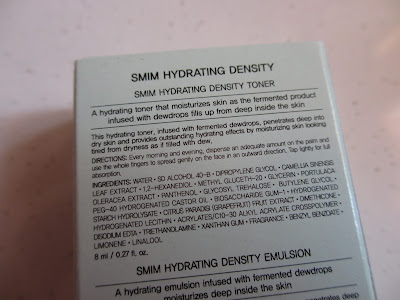 SMIM HYDRATING DENSITY
SMIM HYDRATING DENSITY TONER
A hydrating toner that moisturizes skin as the fermented product
infused with dewdrops fills up from deep inside the skin
This hydrating toner, infused with fermented dewdrops, penetrates deep into
dry skin and provides outstanding hydrating effects by moisturizing skin looking
tired from dryness as if filled with dew.
DIRECTIONS: Every morning and evening, dispense an adequate amount on the palm and
use the whole fingers to spread gently on the face in an outward direction. Tap lightly for full
absorption.
INGREDIENTS: WATER • SD ALCOHOL 40-B • DIPROPYLENE GLYCOL • CAMELLIA SINENSIS
LEAF EXTRACT • 1,2-HEXANEDIOL • METHYL GLUCETH-20 • GLYCERIN • PORTULACA
OLERACEA EXTRACT • PANTHENOL • GLYCOSYL TREHALOSE • BUTYLENE GLYCOL •
PEG-40 HYDROGENATED CASTOR OIL • BIOSACCHARIDE GUM-1 • HYDROGENATED
STARCH HYDROLYSATE • CITRUS PARADISI (GRAPEFRUIT) FRUIT EXTRACT • DIMETHICONE •
HYDROGENATED LECITHIN • ACRYLATES/C10-30 ALKYL ACRYLATE CROSSPOLYMER •
DISODIUM EDTA • TRIETHANOLAMINE • XANTHAN GUM • FRAGRANCE • BENZYL BENZOATE •
LIMONENE • LINALOOL
8 ml / 0.27 fl. oz.
SMIM HYDRATING DENSITY EMULSION
A hydrating emulsion infused with fermented dewdrops
moisturizes deep inside the skin
deep